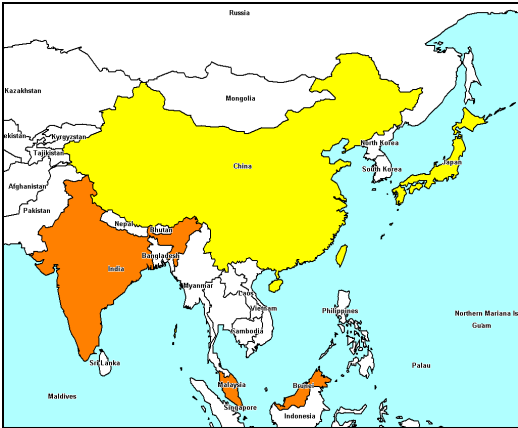 Russia
Kazakhstan
Mongolia
ekistan
Kyrgyzstan
Tajikistan
North Korea
South Korea
Japan
China
Afghanistan
Pakistan
Nepal
Bhutan
Bangladesh
India
Myanmar
Laos
Vietnam
Cambodia
Philippines
Northern Mariana Is
Guam
Sri Lanka
Palau
Malaysia
Brunei
Maldives
Singapore
Indonesia